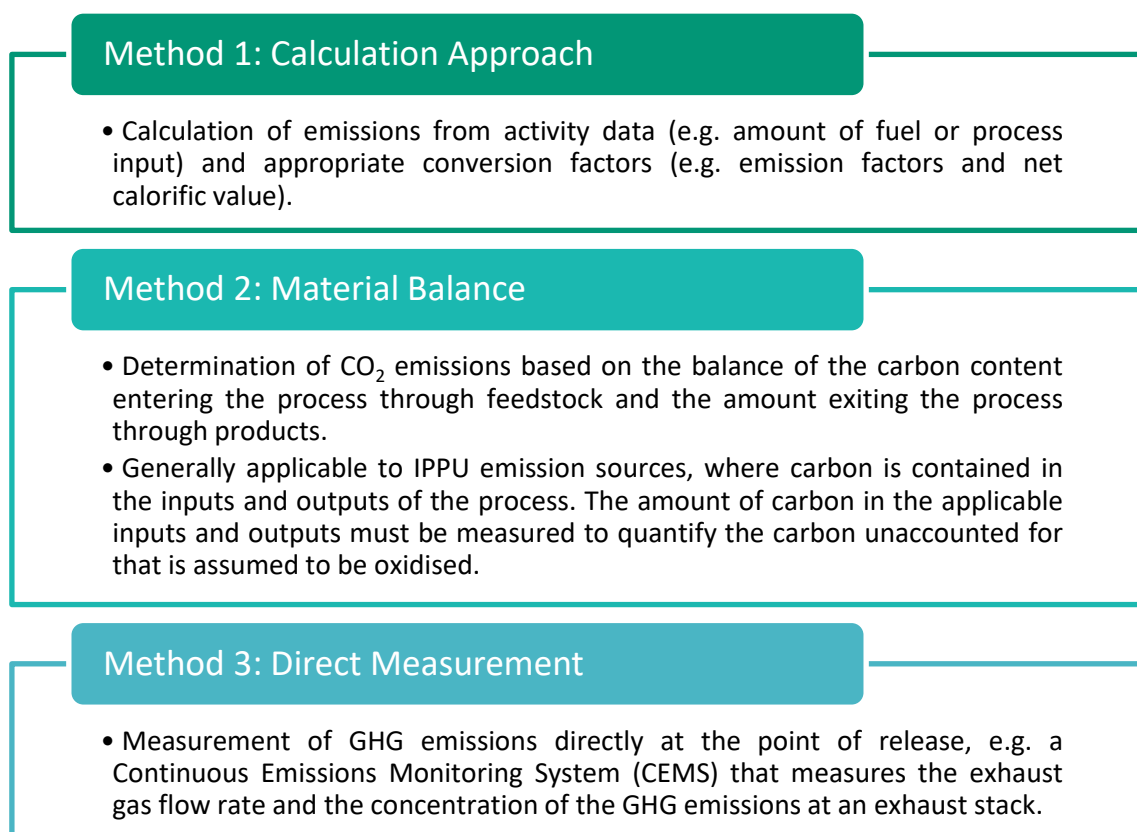 Method 1: Calculation Approach
• Calculation of emissions from activity data (e.g. amount of fuel or process
input) and appropriate conversion factors (e.g. emission factors and net
calorific value).
Method 2: Material Balance
• Determination of CO₂ emissions based on the balance of the carbon content
entering the process through feedstock and the amount exiting the process
through products.
• Generally applicable to IPPU emission sources, where carbon is contained in
the inputs and outputs of the process. The amount of carbon in the applicable
inputs and outputs must be measured to quantify the carbon unaccounted for
that is assumed to be oxidised.
Method 3: Direct Measurement
• Measurement of GHG emissions directly at the point of release, e.g. a
Continuous Emissions Monitoring System (CEMS) that measures the exhaust
gas flow rate and the concentration of the GHG emissions at an exhaust stack.